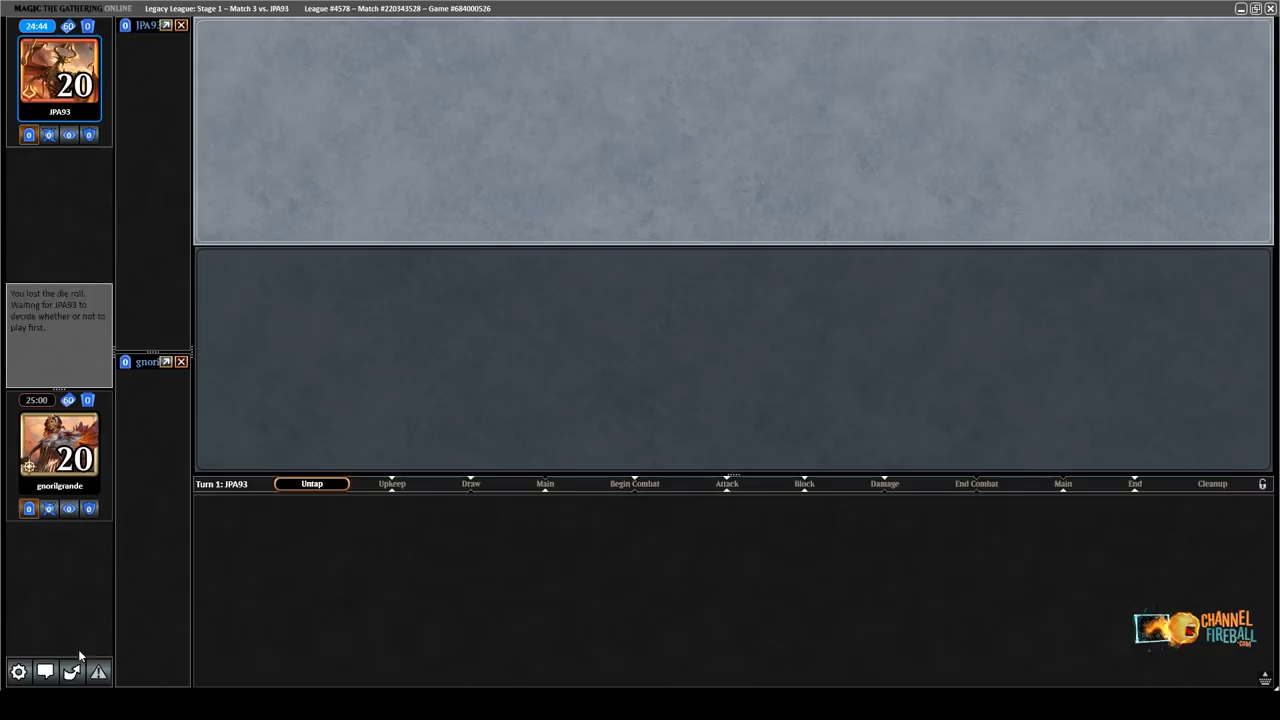 MAGIC THE GATHERING ONLINE Legacy League: Stage 1 – Match 3 vs. JPA93 League #4578 – Match #220343528 – Game #684000526
24:44 60 0
0 JPA93
20
JPA93
0 0 0 0
You lost the die roll.
Waiting for JPA93 to
decide whether or not to
play first.
0 gnori
25:00 60 0
20
gnorilgrande
Turn 1: JPA93 Untap Upkeep Draw Main Begin Combat Attack Block Damage End Combat Main End Cleanup
0 0 0 0
CHANNEL
FIREBALL
.COM